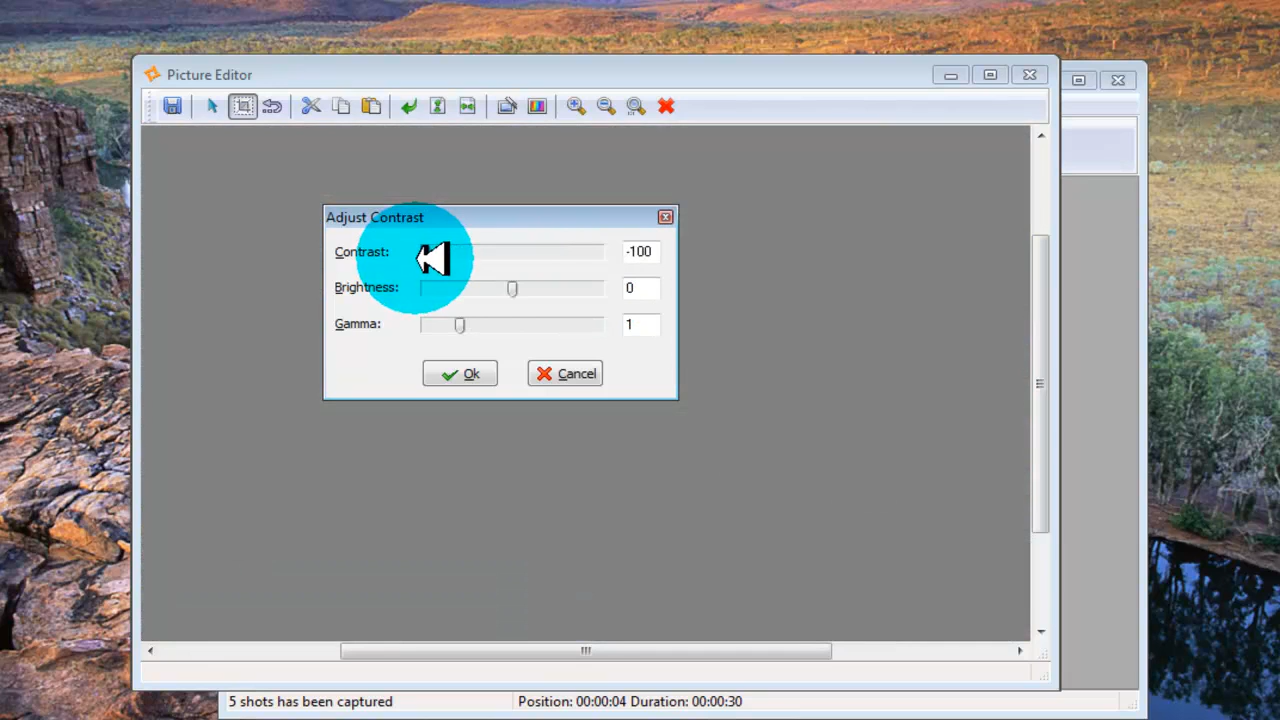 Picture Editor
Adjust Contrast
Contrast: -100
Brightness: 0
Gamma: 1
Ok Cancel
5 shots has been captured Position: 00:00:04 Duration: 00:00:30